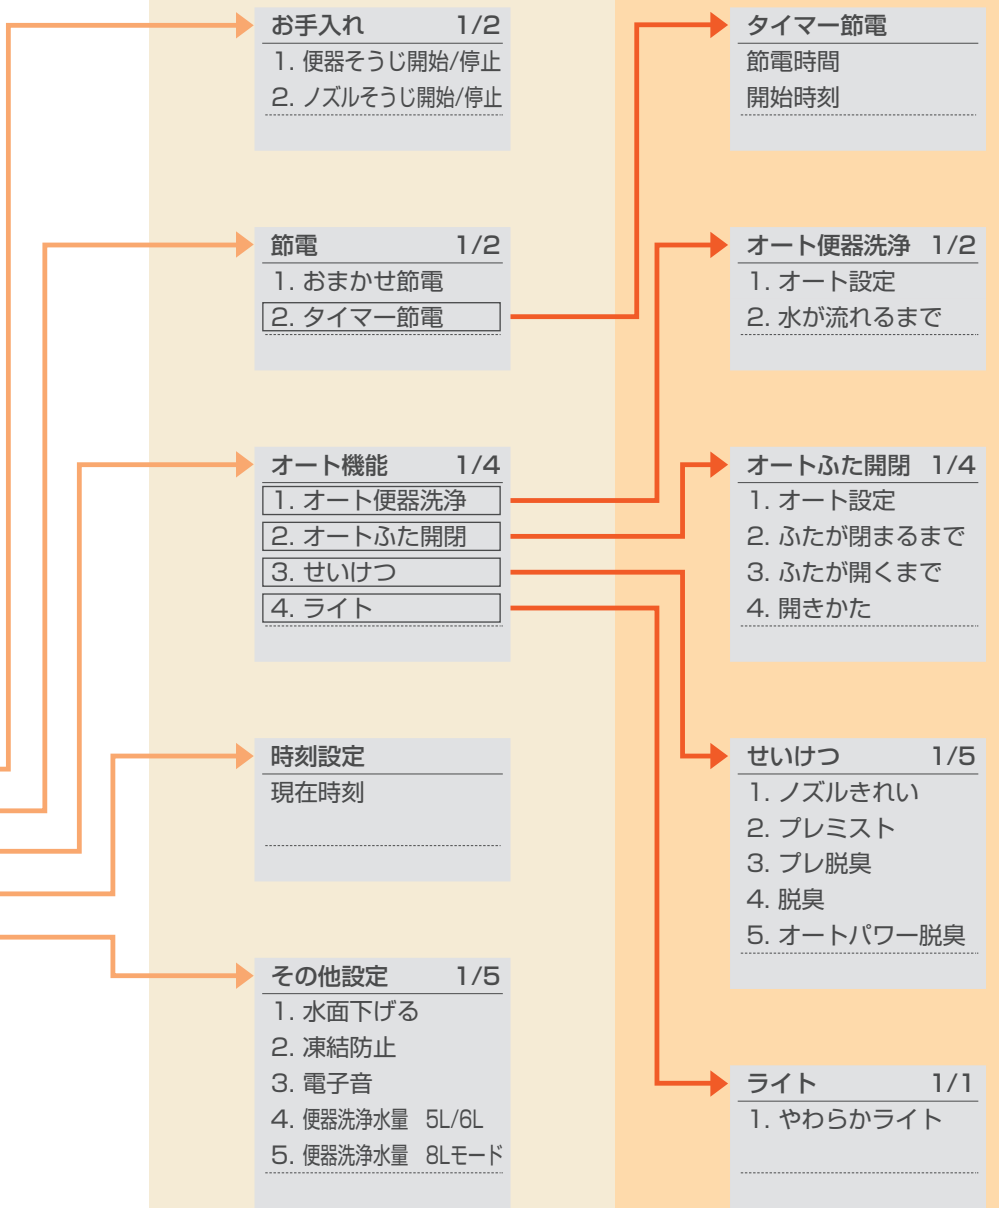 お手入れ 1/2
1. 便器そうじ開始/停止
2. ノズルそうじ開始/停止
節電 1/2
1. おまかせ節電
2. タイマー節電
オート機能 1/4
1. オート便器洗浄
2. オートふた開閉
3. せいけつ
4. ライト
時刻設定
現在時刻
その他設定 1/5
1. 水面下げる
2. 凍結防止
3. 電子音
4. 便器洗浄水量 5L/6L
5. 便器洗浄水量 8Lモード
タイマー節電
節電時間
開始時刻
オート便器洗浄 1/2
1. オート設定
2. 水が流れるまで
オートふた開閉 1/4
1. オート設定
2. ふたが閉まるまで
3. ふたが開くまで
4. 開きかた
せいけつ 1/5
1. ノズルきれい
2. プレミスト
3. プレ脱臭
4. 脱臭
5. オートパワー脱臭
ライト 1/1
1. やわらかライト